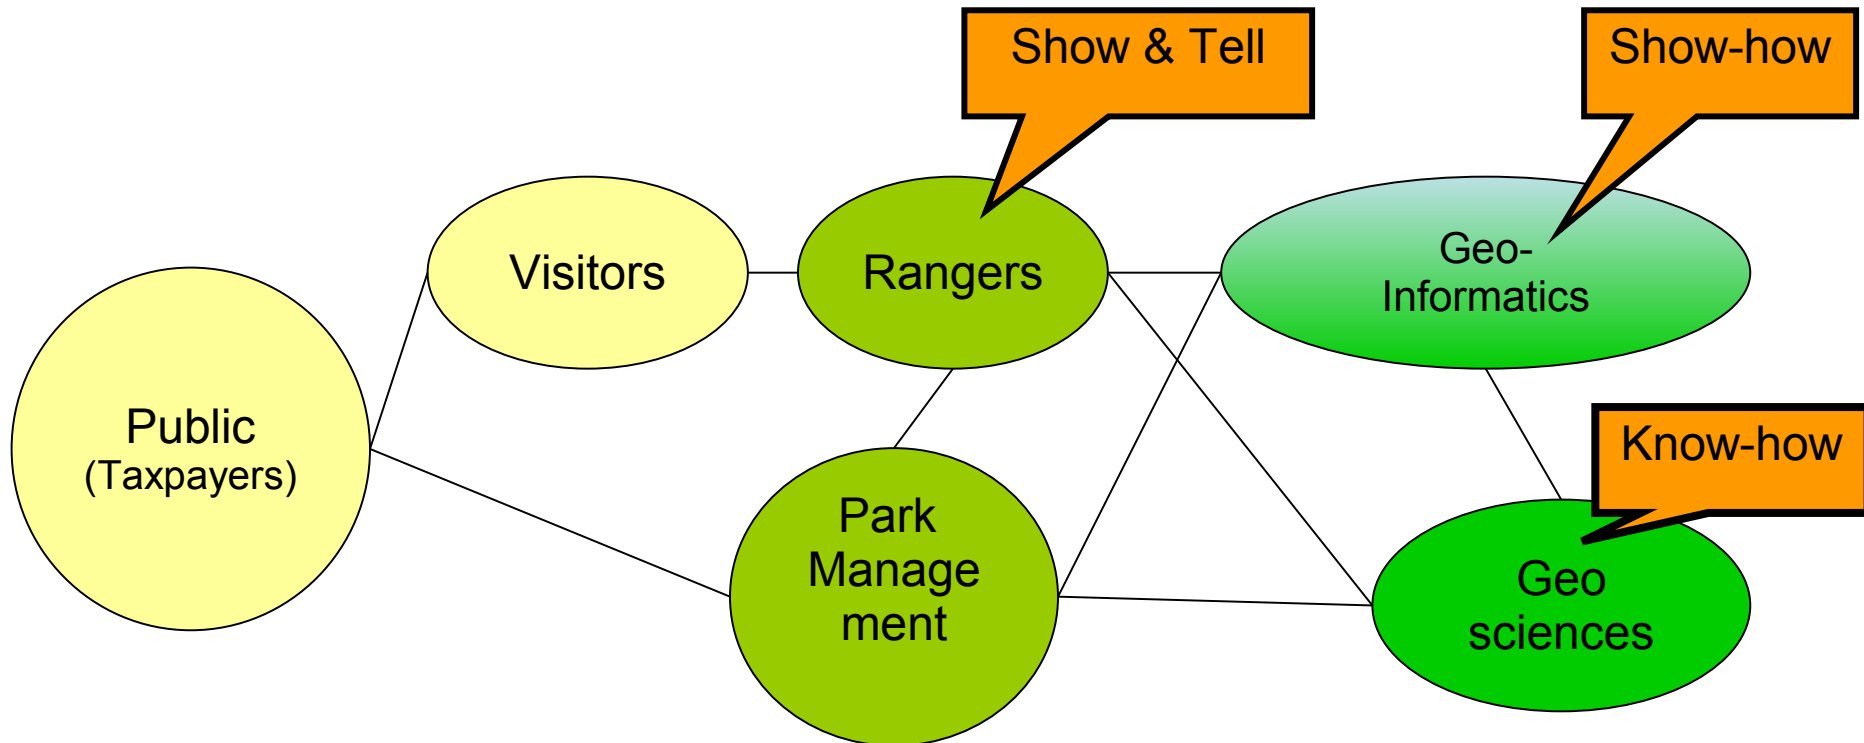 Show & Tell
Show-how
Visitors
Rangers
Geo-
Informatics
Public
(Taxpayers)
Know-how
Park
Manage
ment
Geo
sciences